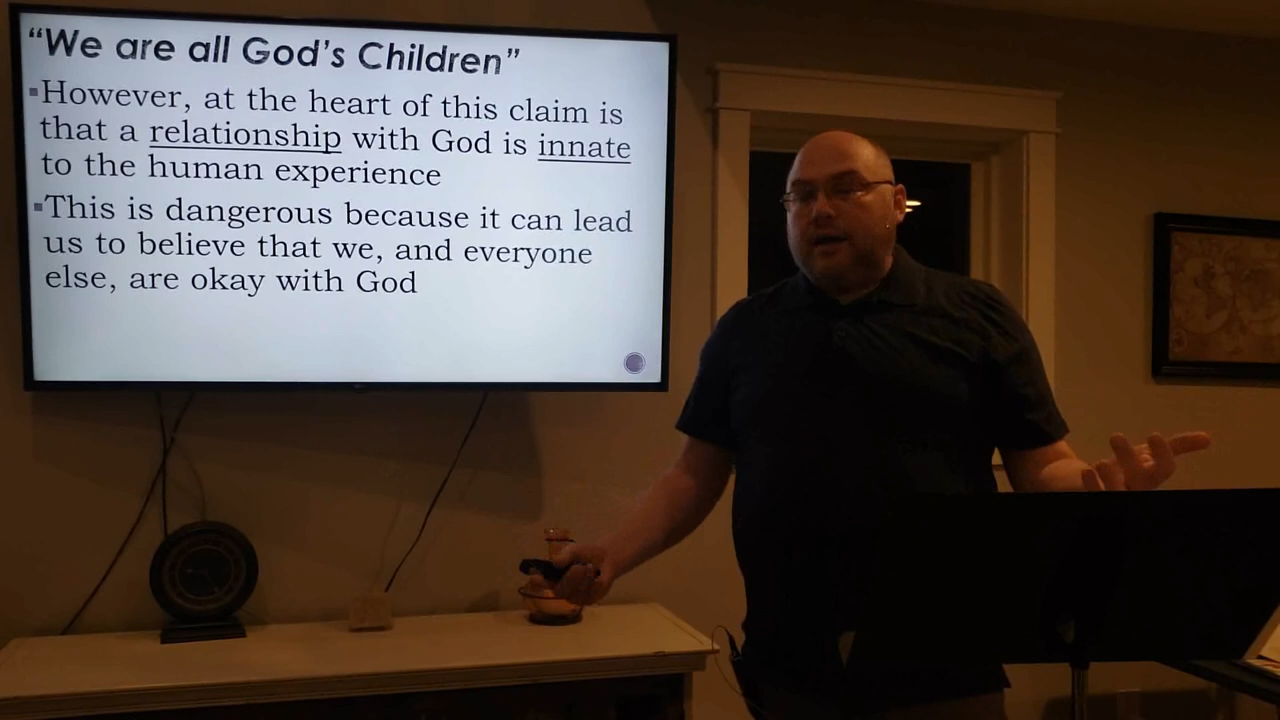 “We are all God’s Children”
▪However, at the heart of this claim is
that a relationship with God is innate
to the human experience
▪This is dangerous because it can lead
us to believe that we, and everyone
else, are okay with God